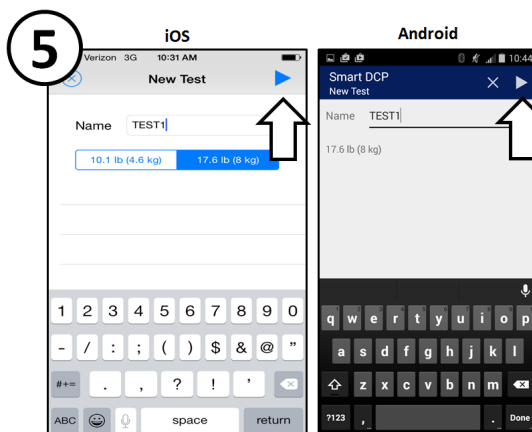 5
iOS
Android
Verizon 3G 10:31 AM
New Test
Name TEST1
10.1 lb (4.6 kg) 17.6 lb (8 kg)
1 2 3 4 5 6 7 8 9 0
- / : ; ( ) $ & @ ”
#+= . , ? ! ’
ABC space return
10:44
Smart DCP
New Test
Name TEST1
17.6 lb (8 kg)
q w e r t y u i o p
a s d f g h j k l
z x c v b n m
?123 , . Done